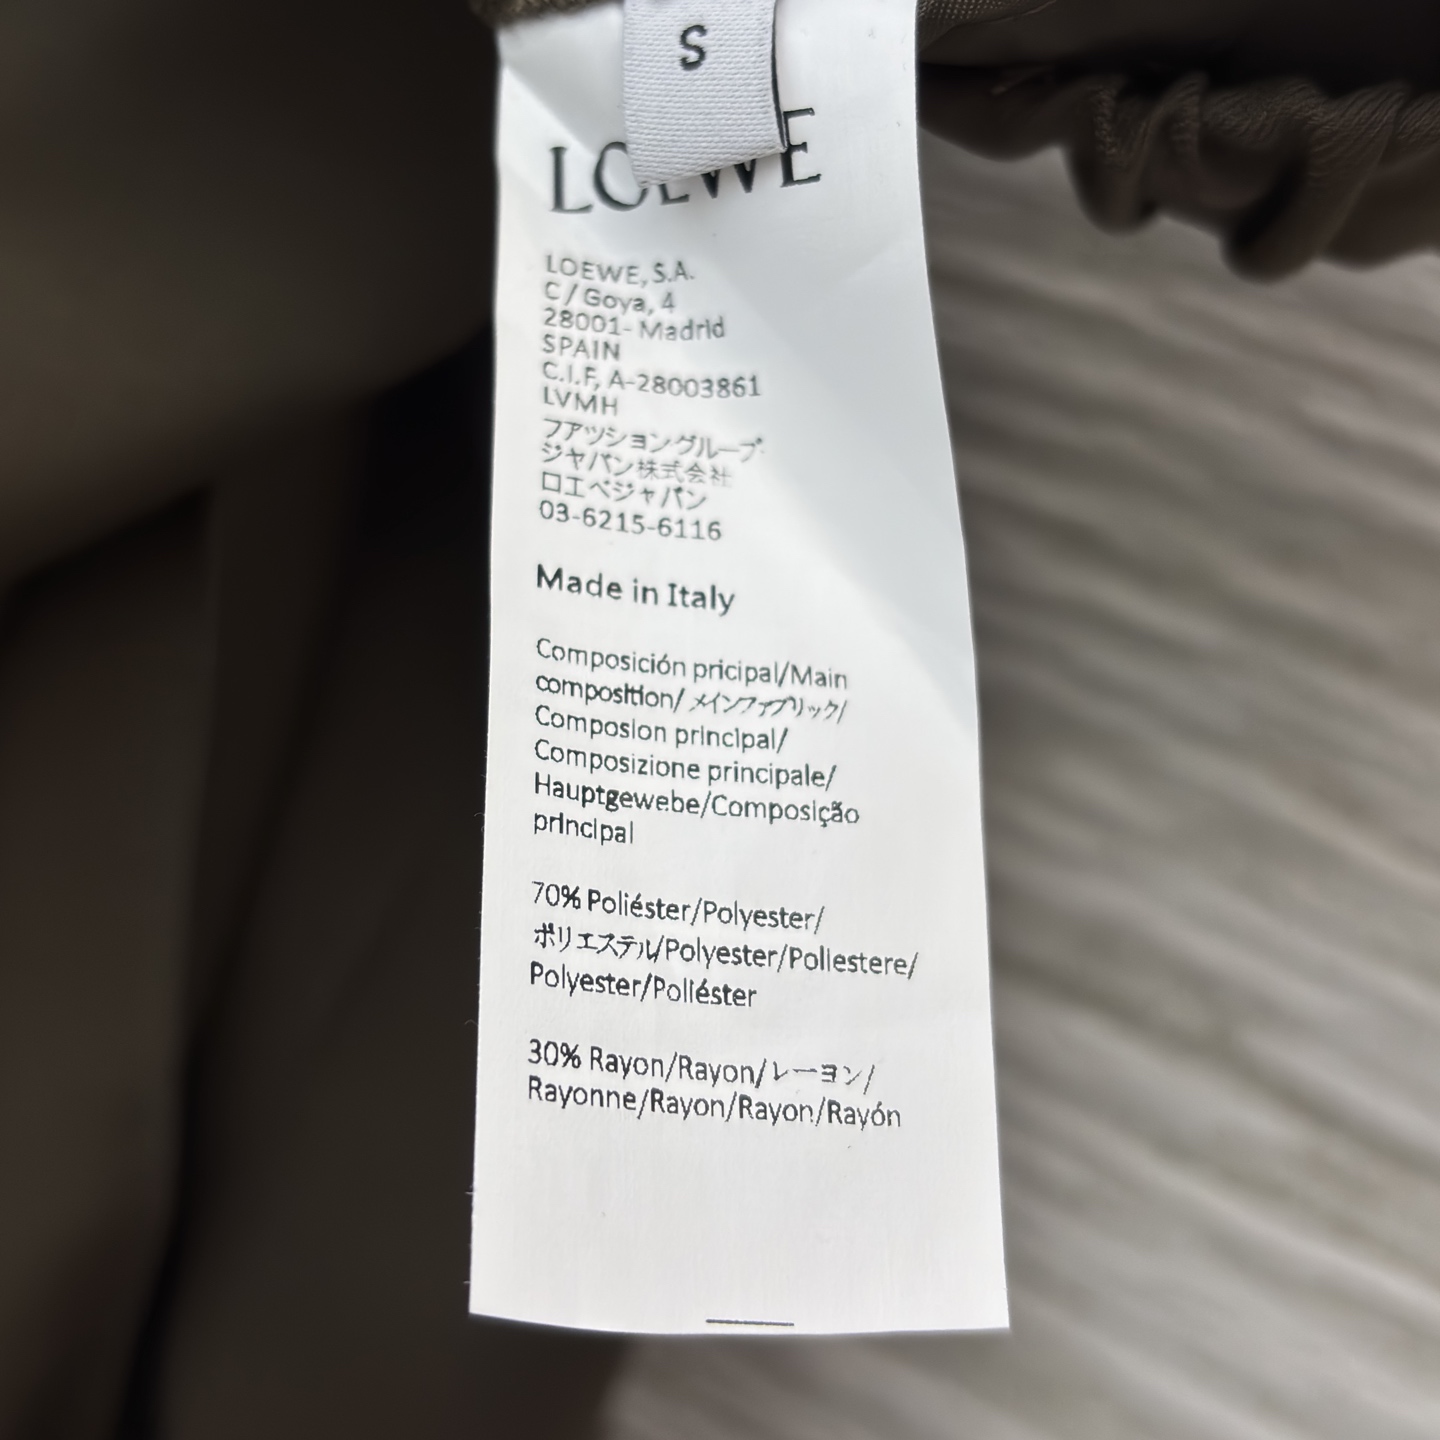 S
LOEWE
LOEWE, S.A.
C/Goya, 4
28001- Madrid
SPAIN
C.I.F, A-28003861
LVMH
フアツショングループ
ジヤパン株式会社
ロエベジャパン
03-6215-6116
Made in Italy
Composición pricipal/Main
composition/メインファブリック/
Composion principal/
Composizione principale/
Hauptgewebe/Composição
principal
70% Poliéster/Polyester/
ポリエステル/Polyester/Poliestere/
Polyester/Poliéster
30% Rayon/Rayon/レーヨン/
Rayonne/Rayon/Rayon/Rayón